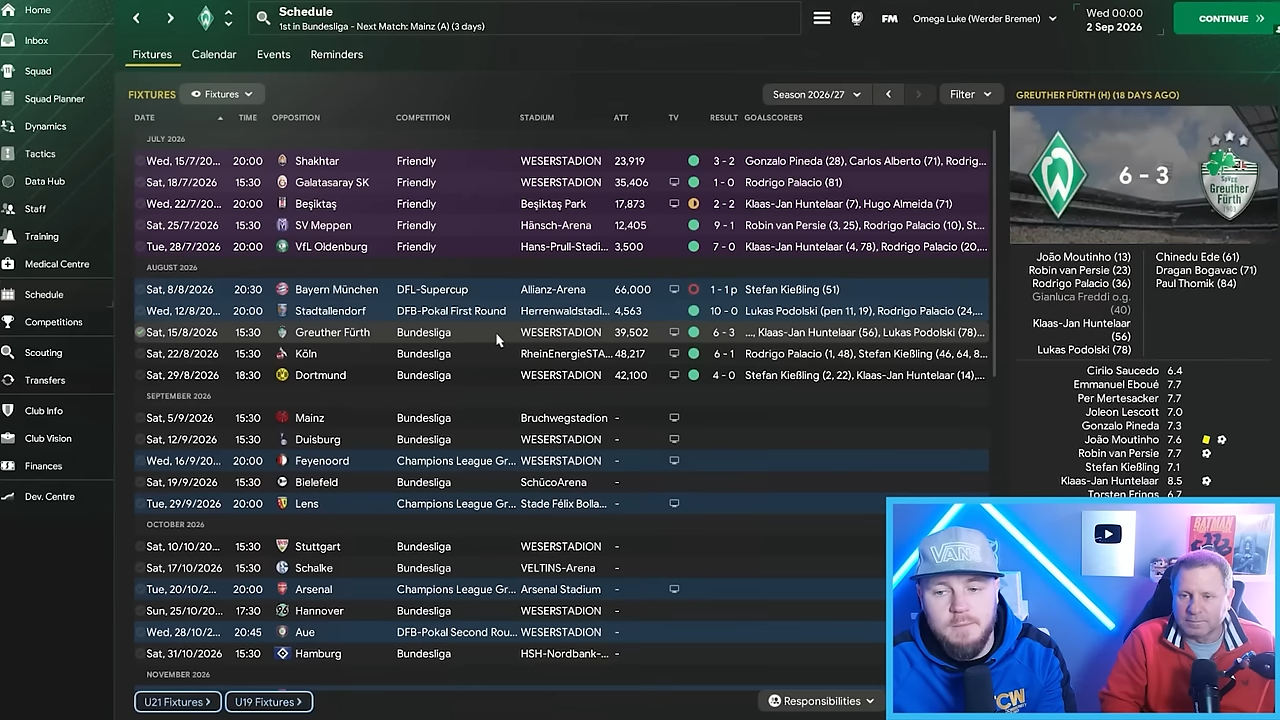 Home
Inbox
Squad
Squad Planner
Dynamics
Tactics
Data Hub
Staff
Training
Medical Centre
Schedule
Competitions
Scouting
Transfers
Club Info
Club Vision
Finances
Dev. Centre
Schedule
1st in Bundesliga - Next Match: Mainz (A) (3 days)
FM
Omega Luke (Werder Bremen)
Wed 00:00
2 Sep 2026
CONTINUE
Fixtures Calendar Events Reminders
FIXTURES Fixtures Season 2026/27 Filter
DATE TIME OPPOSITION COMPETITION STADIUM ATT TV RESULT GOALSCORERS
JULY 2026
Wed, 15/7/20... 20:00 Shakhtar Friendly WESERSTADION 23,919 3 - 2 Gonzalo Pineda (28), Carlos Alberto (71), Rodrig...
Sat, 18/7/2026 15:30 Galatasaray SK Friendly WESERSTADION 35,406 1 - 0 Rodrigo Palacio (81)
Wed, 22/7/20... 20:00 Beşiktaş Friendly Beşiktaş Park 17,873 2 - 2 Klaas-Jan Huntelaar (7), Hugo Almeida (71)
Sat, 25/7/2026 15:30 SV Meppen Friendly Hänsch-Arena 12,405 9 - 1 Robin van Persie (3, 25), Rodrigo Palacio (10), St...
Tue, 28/7/2026 20:00 VfL Oldenburg Friendly Hans-Prull-Stadi... 3,500 7 - 0 Klaas-Jan Huntelaar (4, 78), Rodrigo Palacio (20,...
AUGUST 2026
Sat, 8/8/2026 20:30 Bayern München DFL-Supercup Allianz-Arena 66,000 1 - 1 p Stefan Kießling (51)
Wed, 12/8/20... 20:00 Stadtallendorf DFB-Pokal First Round Herrenwaldstadi... 4,563 10 - 0 Lukas Podolski (pen 11, 19), Rodrigo Palacio (24,...
Sat, 15/8/2026 15:30 Greuther Fürth Bundesliga WESERSTADION 39,502 6 - 3 ..., Klaas-Jan Huntelaar (56), Lukas Podolski (78)...
Sat, 22/8/2026 15:30 Köln Bundesliga RheinEnergieSTA... 48,217 6 - 1 Rodrigo Palacio (1, 48), Stefan Kießling (46, 64, 8...
Sat, 29/8/2026 18:30 Dortmund Bundesliga WESERSTADION 42,100 4 - 0 Stefan Kießling (2, 22), Klaas-Jan Huntelaar (14),...
SEPTEMBER 2026
Sat, 5/9/2026 15:30 Mainz Bundesliga Bruchwegstadion -
Sat, 12/9/2026 15:30 Duisburg Bundesliga WESERSTADION -
Wed, 16/9/20... 20:00 Feyenoord Champions League Gr... WESERSTADION -
Sat, 19/9/2026 15:30 Bielefeld Bundesliga SchücoArena -
Tue, 29/9/2026 20:00 Lens Champions League Gr... Stade Félix Bolla... -
OCTOBER 2026
Sat, 10/10/20... 15:30 Stuttgart Bundesliga WESERSTADION -
Sat, 17/10/2026 15:30 Schalke Bundesliga VELTINS-Arena -
Tue, 20/10/2... 20:00 Arsenal Champions League Gr... Arsenal Stadium -
Sun, 25/10/20... 17:30 Hannover Bundesliga WESERSTADION -
Wed, 28/10/2... 20:45 Aue DFB-Pokal Second Rou... WESERSTADION -
Sat, 31/10/2026 15:30 Hamburg Bundesliga HSH-Nordbank-... -
NOVEMBER 2026
U21 Fixtures U19 Fixtures Responsibilities
GREUTHER FÜRTH (H) (18 DAYS AGO)
6 - 3
Greuther
Fürth
João Moutinho (13)
Robin van Persie (23)
Rodrigo Palacio (36)
Gianluca Freddi o.g.
(40)
Klaas-Jan Huntelaar
(56)
Lukas Podolski (78)
Chinedu Ede (61)
Dragan Bogavac (71)
Paul Thomik (84)
Cirilo Saucedo 6.4
Emmanuel Eboué 7.7
Per Mertesacker 7.7
Joleon Lescott 7.0
Gonzalo Pineda 7.3
João Moutinho 7.6
Robin van Persie 7.7
Stefan Kießling 7.1
Klaas-Jan Huntelaar 8.5
Torsten Frings 6.7
VANS
BATMAN